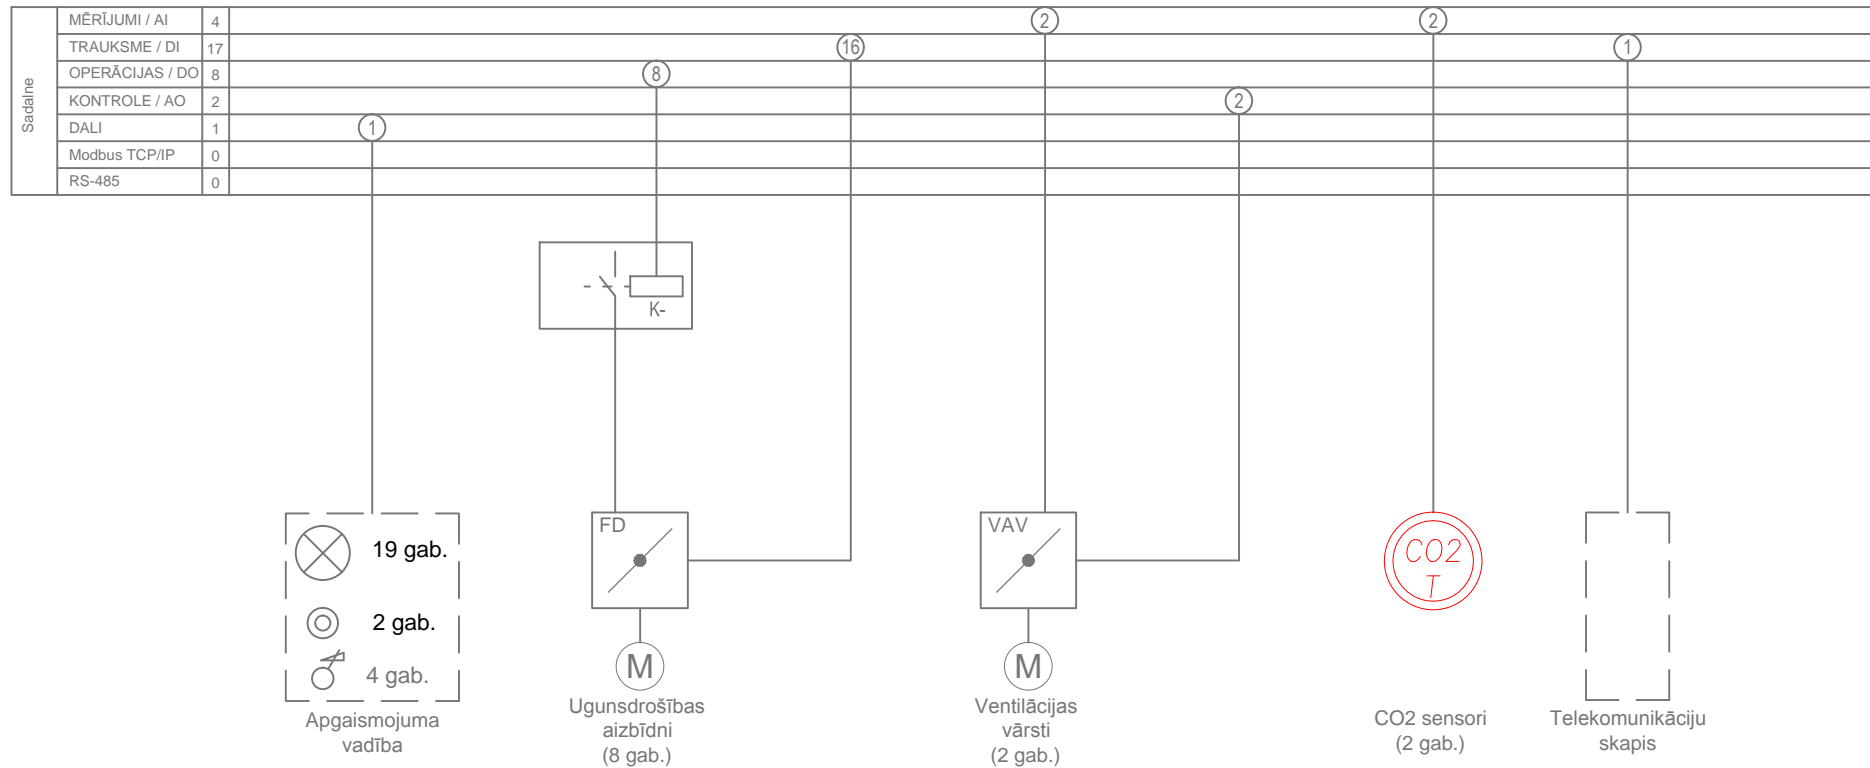 Sadalne
MĒRĪJUMI / AI 4 2 2
TRAUKSME / DI 17 16 1
OPERĀCIJAS / DO 8 8
KONTROLE / AO 2 2
DALI 1 1
Modbus TCP/IP 0
RS-485 0
K-
FD
VAV
19 gab.
2 gab.
4 gab.
CO2
T
M
M
Apgaismojuma
vadība
Ugunsdrošības
aizbīdni
(8 gab.)
Ventilācijas
vārsti
(2 gab.)
CO2 sensori
(2 gab.)
Telekomunikāciju
skapis